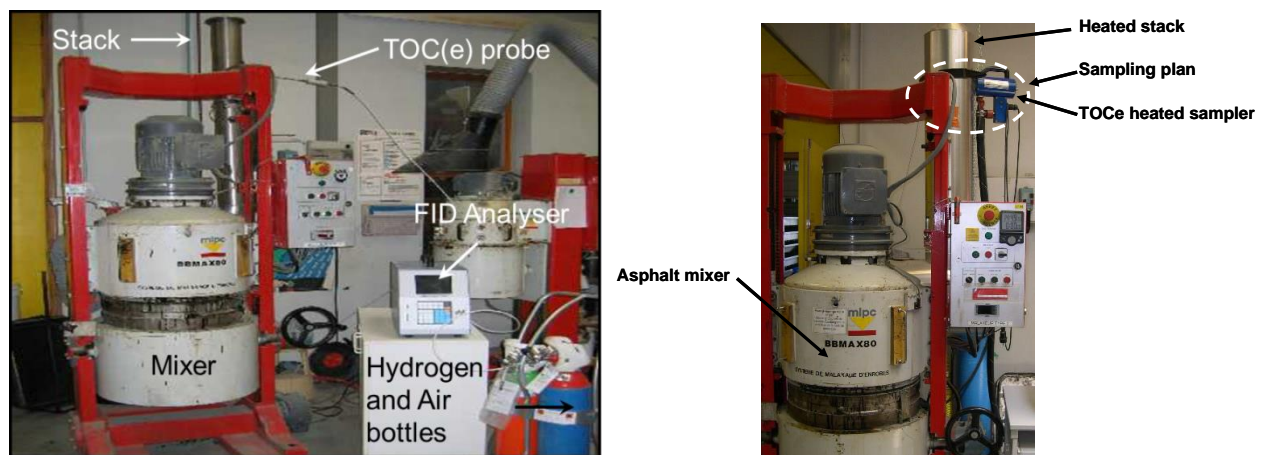 Stack
TOC(e) probe
FID Analyser
mlpc
BBMAX80
Mixer
Hydrogen
and Air
bottles
Heated stack
Sampling plan
TOCe heated sampler
Asphalt mixer
mlpc
BBMAX80